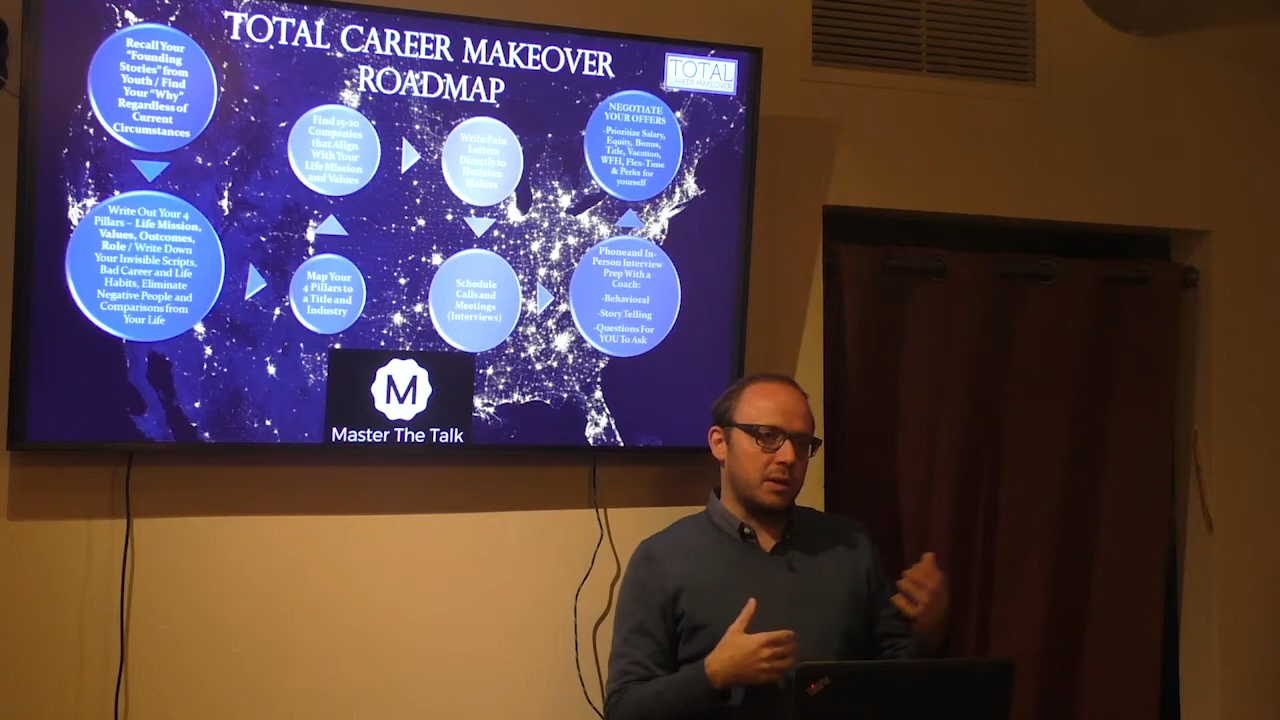 TOTAL CAREER MAKEOVER
ROADMAP
TOTAL
CAREER MAKEOVER
Recall Your
"Founding
Stories" from
Youth / Find
Your "Why"
Regardless of
Current
Circumstances
Write Out Your 4
Pillars – Life Mission,
Values, Outcomes,
Role / Write Down
Your Invisible Scripts,
Bad Career and Life
Habits, Eliminate
Negative People and
Comparisons from
Your Life
Map Your
4 Pillars to
a Title and
Industry
Find 15-20
Companies
that Align
With Your
Life Mission
and Values
Write Pain
Letters
Directly to
Decision
Makers
Schedule
Calls and
Meetings
(Interviews)
Phone and In-
Person Interview
Prep With a
Coach:
-Behavioral
-Story Telling
-Questions For
YOU To Ask
NEGOTIATE
YOUR OFFERS
-Prioritize Salary,
Equity, Bonus,
Title, Vacation,
WFH, Flex-Time
& Perks for
yourself
M
Master The Talk
ThinkPad